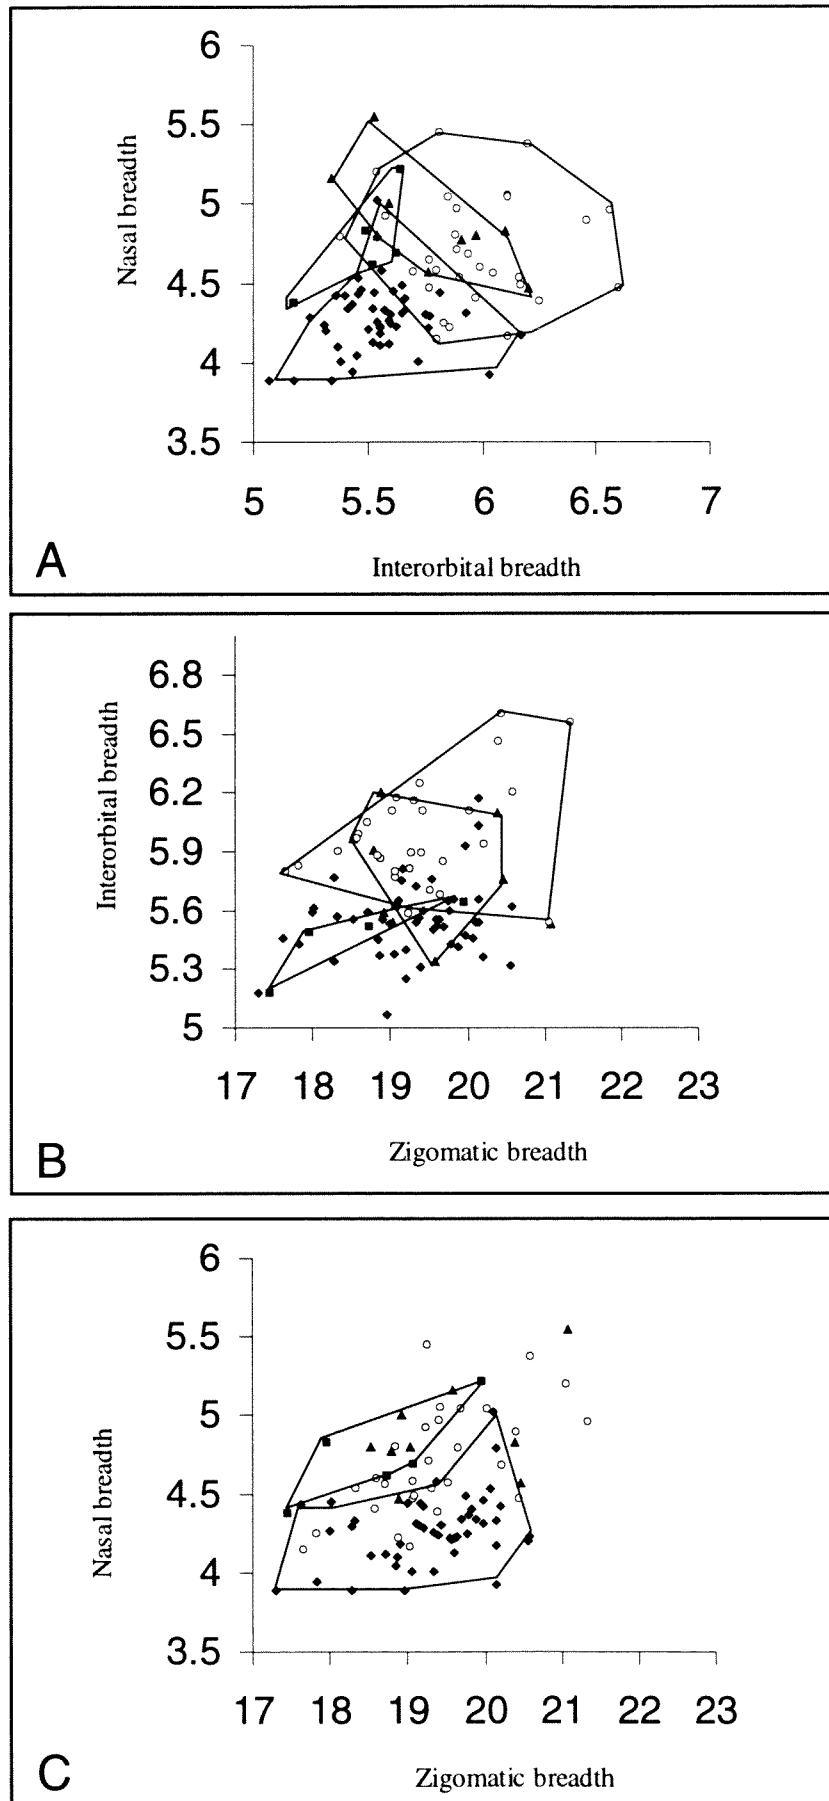 6
5.5
5
4.5
4
3.5
Nasal breadth
5 5.5 6 6.5 7
A
Interorbital breadth
6.8
6.5
6.2
5.9
5.6
5.3
5
Interorbital breadth
17 18 19 20 21 22 23
B
Zigomatic breadth
6
5.5
5
4.5
4
3.5
Nasal breadth
17 18 19 20 21 22 23
C
Zigomatic breadth